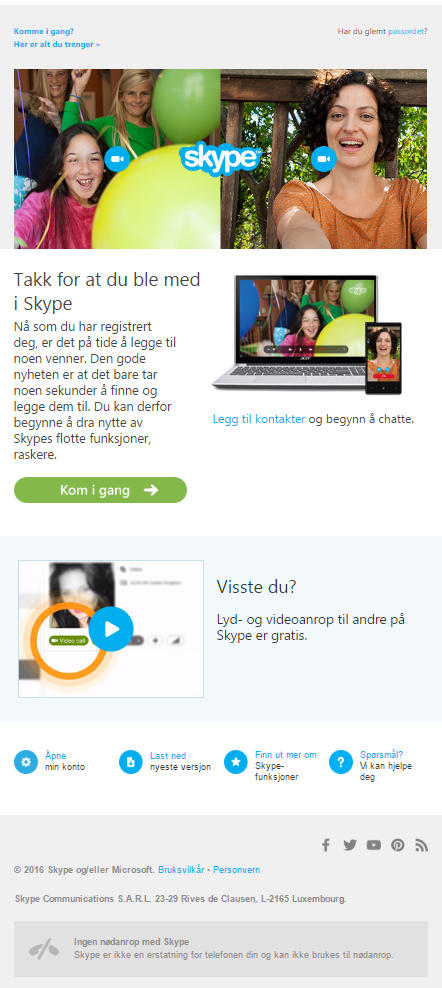 Komme i gang?
Her er alt du trenger »
Har du glemt passordet?
skype™
Takk for at du ble med
i Skype
Nå som du har registrert
deg, er det på tide å legge til
noen venner. Den gode
nyheten er at det bare tar
noen sekunder å finne og
legge dem til. Du kan derfor
begynne å dra nytte av
Skypes flotte funksjoner,
raskere.
Kom i gang
acer
Legg til kontakter og begynn å chatte.
Video call
Visste du?
Lyd- og videoanrop til andre på
Skype er gratis.
Åpne
min konto
Last ned
nyeste versjon
Finn ut mer om
Skype-
funksjoner
Spørsmål?
Vi kan hjelpe
deg
© 2016 Skype og/eller Microsoft. Bruksvilkår • Personvern
Skype Communications S.A.R.L. 23-29 Rives de Clausen, L-2165 Luxembourg.
Ingen nødanrop med Skype
Skype er ikke en erstatning for telefonen din og kan ikke brukes til nødanrop.